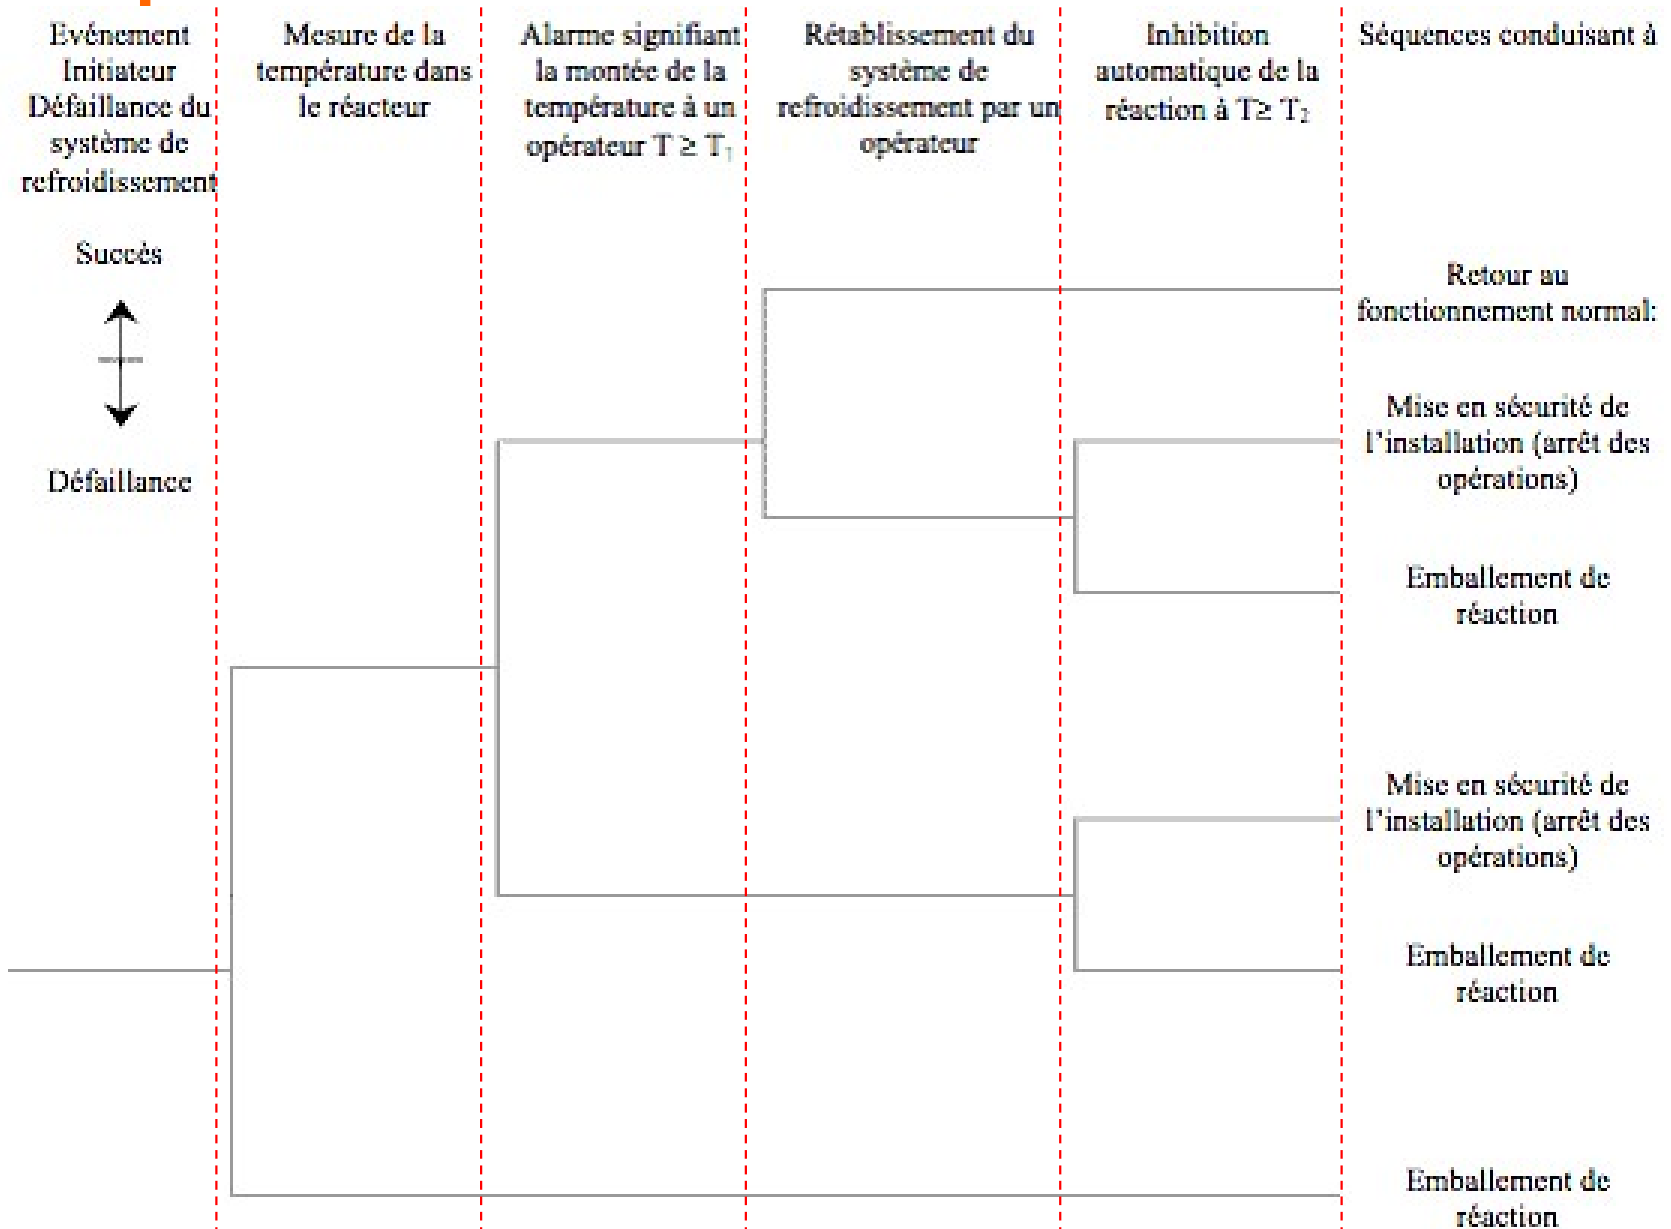 Evénement
Initiateur
Défaillance du
système de
refroidissement
Mesure de la
température dans
le réacteur
Alarme signifiant
la montée de la
température à un
opérateur T ≥ T₁
Rétablissement du
système de
refroidissement par un
opérateur
Inhibition
automatique de la
réaction à T≥ T₂
Séquences conduisant à
Succès
Défaillance
Retour au
fonctionnement normal:
Mise en sécurité de
l'installation (arrêt des
opérations)
Emballement de
réaction
Mise en sécurité de
l'installation (arrêt des
opérations)
Emballement de
réaction
Emballement de
réaction